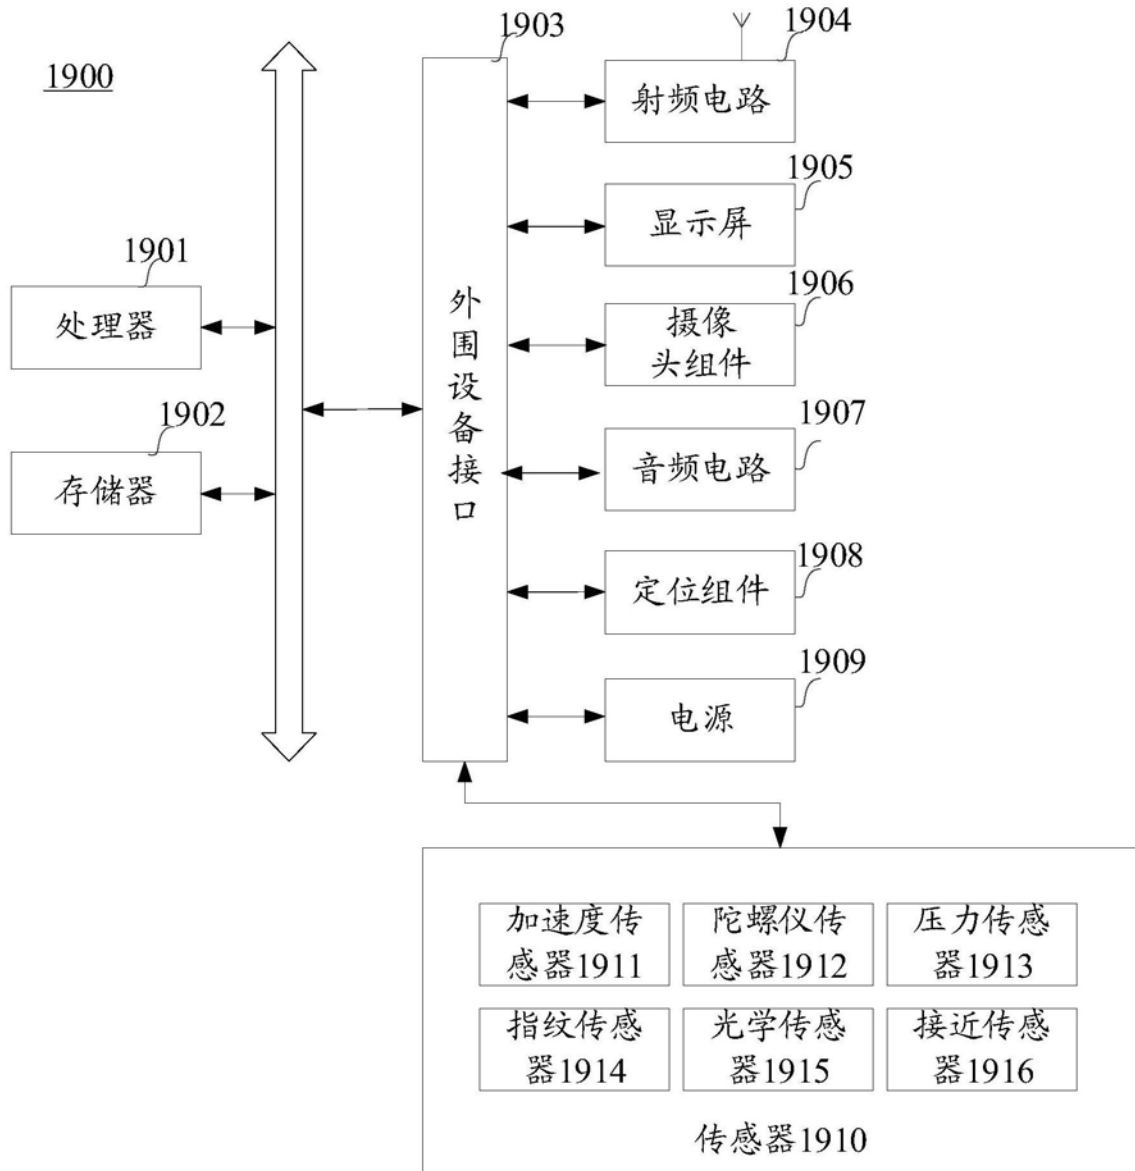 1900
1903
1904
射频电路
1905
显示屏
1901
处理器
1906
摄像
头组件
外
围
设
备
接
口
1902
存储器
1907
音频电路
1908
定位组件
1909
电源
加速度传
感器1911
陀螺仪传
感器1912
压力传感
器1913
指纹传感
器1914
光学传感
器1915
接近传感
器1916
传感器1910